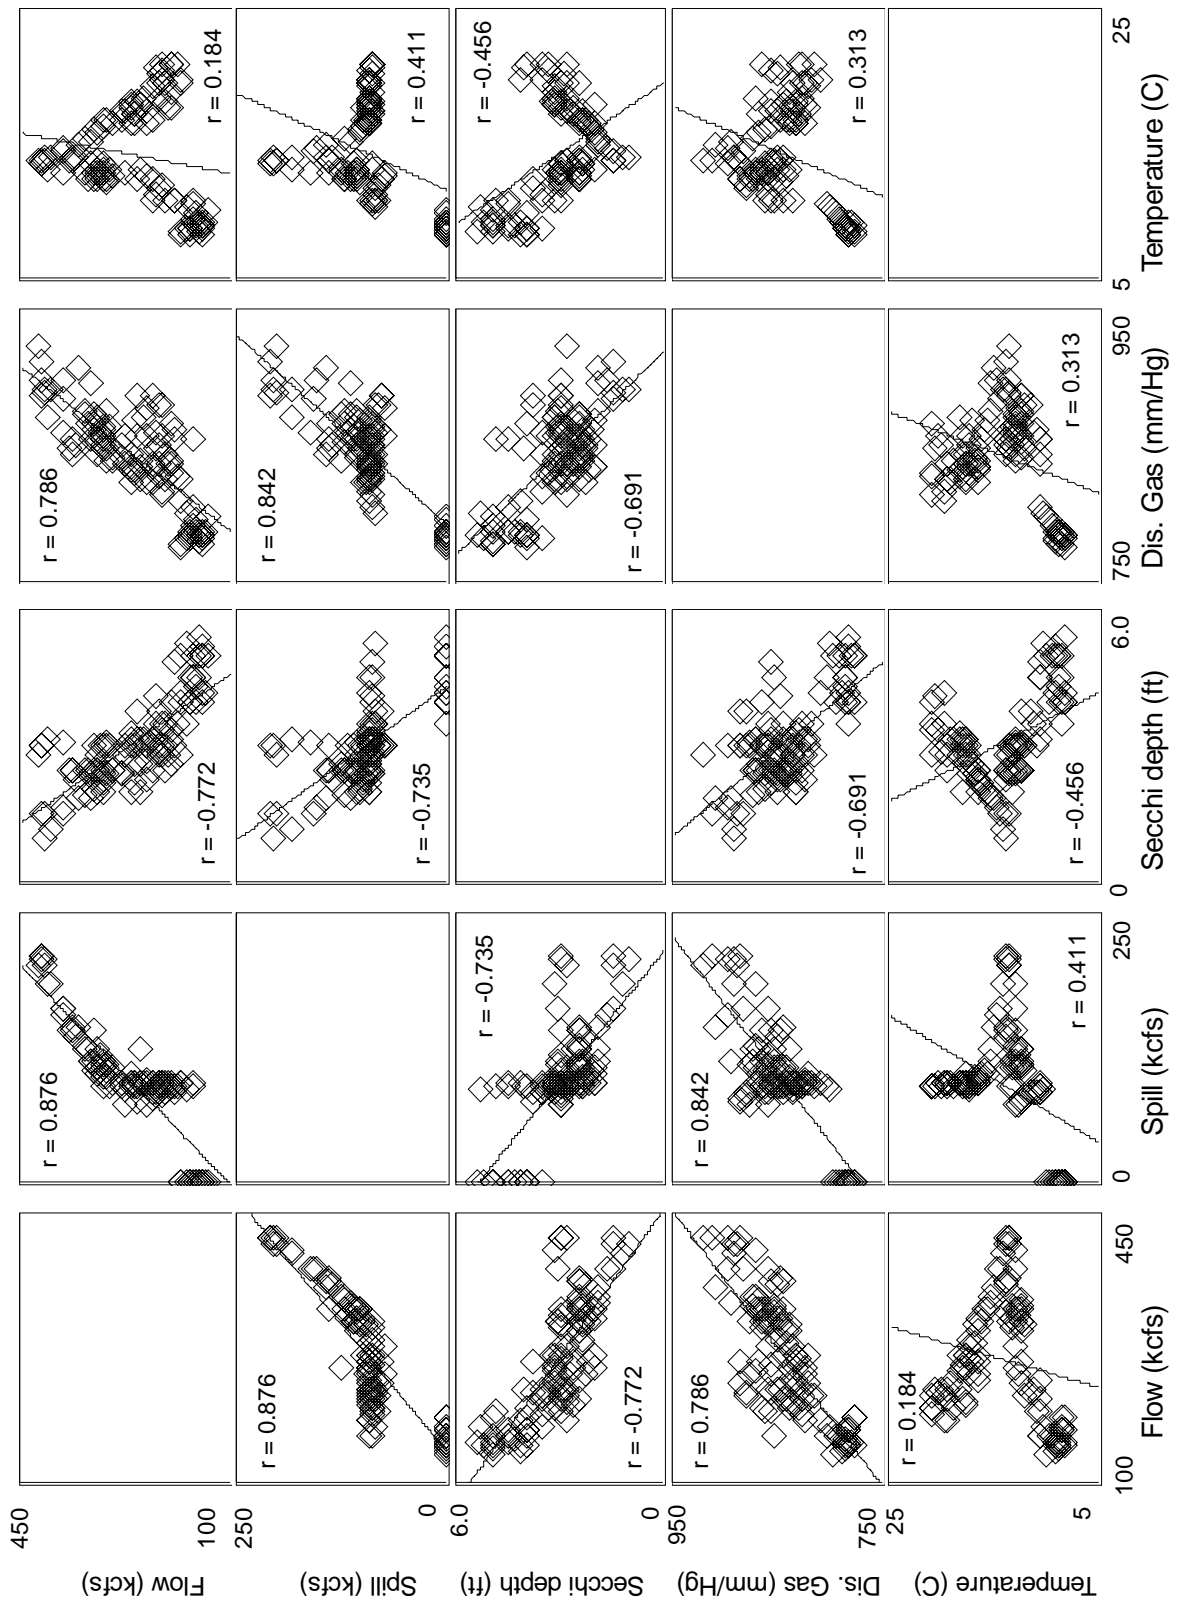 Flow (kcfs)
450
100
r = 0.876
r = -0.772
r = 0.786
r = 0.184
Spill (kcfs)
250
0
r = 0.876
r = -0.735
r = 0.842
r = 0.411
Secchi depth (ft)
6.0
0
r = -0.772
r = -0.735
r = -0.691
r = -0.456
Dis. Gas (mm/Hg)
950
750
r = 0.786
r = 0.842
r = -0.691
r = 0.313
Temperature (C)
25
5
r = 0.184
r = 0.411
r = -0.456
r = 0.313
100
450
Flow (kcfs)
0
250
Spill (kcfs)
0
6.0
Secchi depth (ft)
750
950
Dis. Gas (mm/Hg)
5
25
Temperature (C)